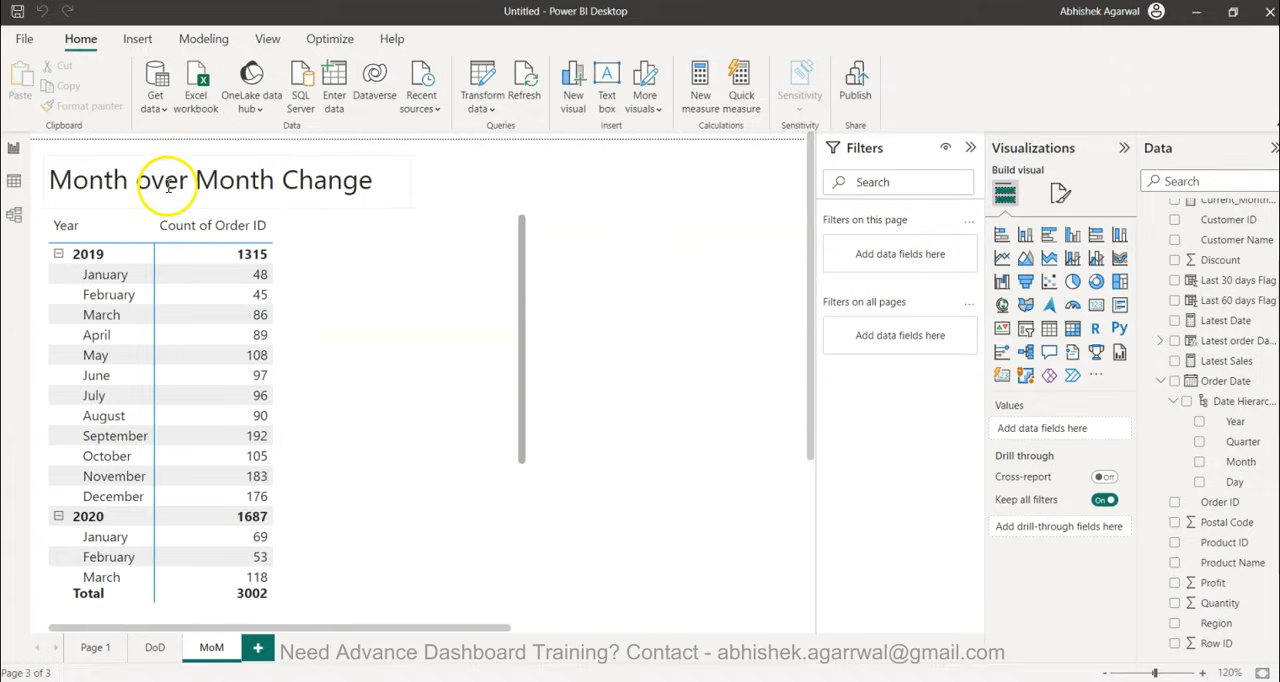 Untitled - Power BI Desktop
Abhishek Agarwal
File Home Insert Modeling View Optimize Help
Paste
Cut
Copy
Format painter
Clipboard
Get data
Excel workbook
OneLake data hub
SQL Server
Enter data
Dataverse
Recent sources
Data
Transform data
Refresh
Queries
New visual
Text box
More visuals
Insert
New measure
Quick measure
Calculations
Sensitivity
Sensitivity
Publish
Share
Month over Month Change
Year Count of Order ID
2019 1315
January 48
February 45
March 86
April 89
May 108
June 97
July 96
August 90
September 192
October 105
November 183
December 176
2020 1687
January 69
February 53
March 118
Total 3002
Filters
Search
Filters on this page
Add data fields here
Filters on all pages
Add data fields here
Visualizations
Build visual
R Py
Values
Add data fields here
Drill through
Cross-report Off
Keep all filters On
Add drill-through fields here
Data
Search
Current_Month...
Customer ID
Customer Name
Discount
Last 30 days Flag
Last 60 days Flag
Latest Date
Latest order Da...
Latest Sales
Order Date
Date Hierarc...
Year
Quarter
Month
Day
Order ID
Postal Code
Product ID
Product Name
Profit
Quantity
Region
Row ID
Page 1 DoD MoM +
Need Advance Dashboard Training? Contact - abhishek.agarrwal@gmail.com
Page 3 of 3
- + 120%